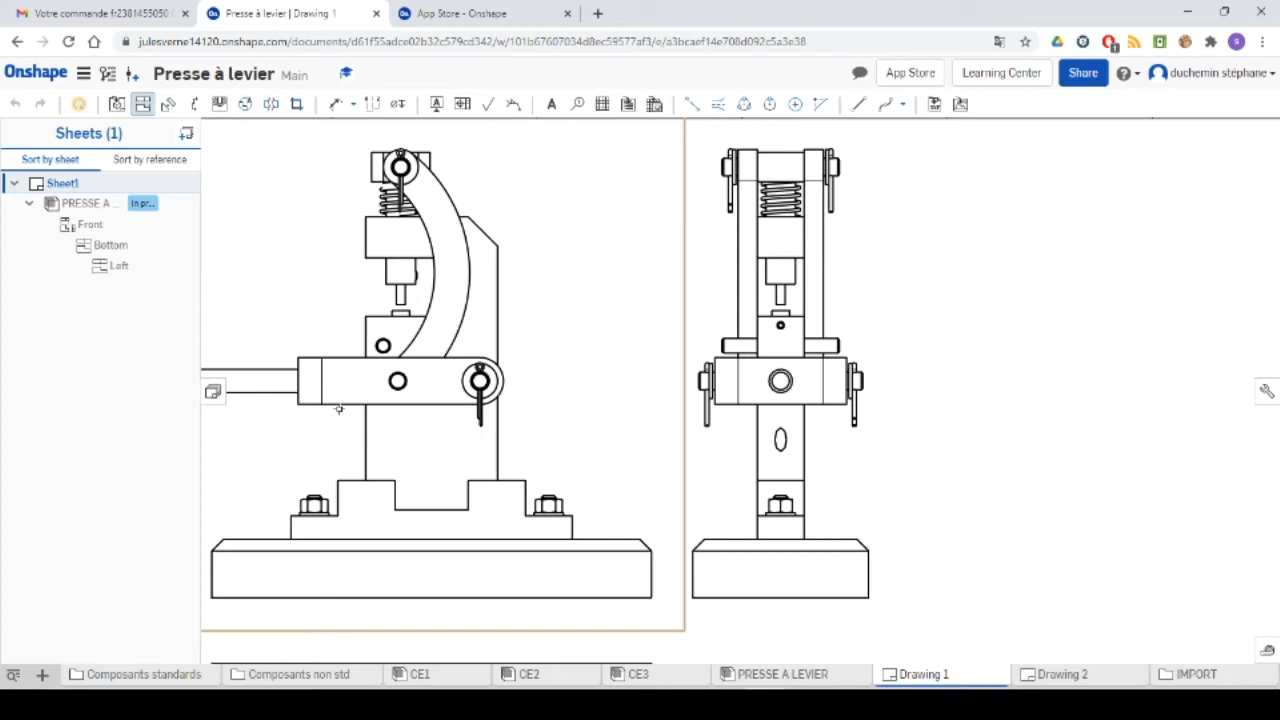 Votre commande fr2381455050
Presse à levier | Drawing 1
App Store - Onshape
julesverne14120.onshape.com/documents/d61f55adce02b32c579cd342/w/101b67607034d8ec59577af3/e/a3bcaef14e708d092c5a3e38
Onshape
Presse à levier Main
App Store
Learning Center
Share
duchemin stéphane
Sheets (1)
Sort by sheet
Sort by reference
Sheet1
PRESSE A ...
In pr...
Front
Bottom
Left
Composants standards
Composants non std
CE1
CE2
CE3
PRESSE A LEVIER
Drawing 1
Drawing 2
IMPORT